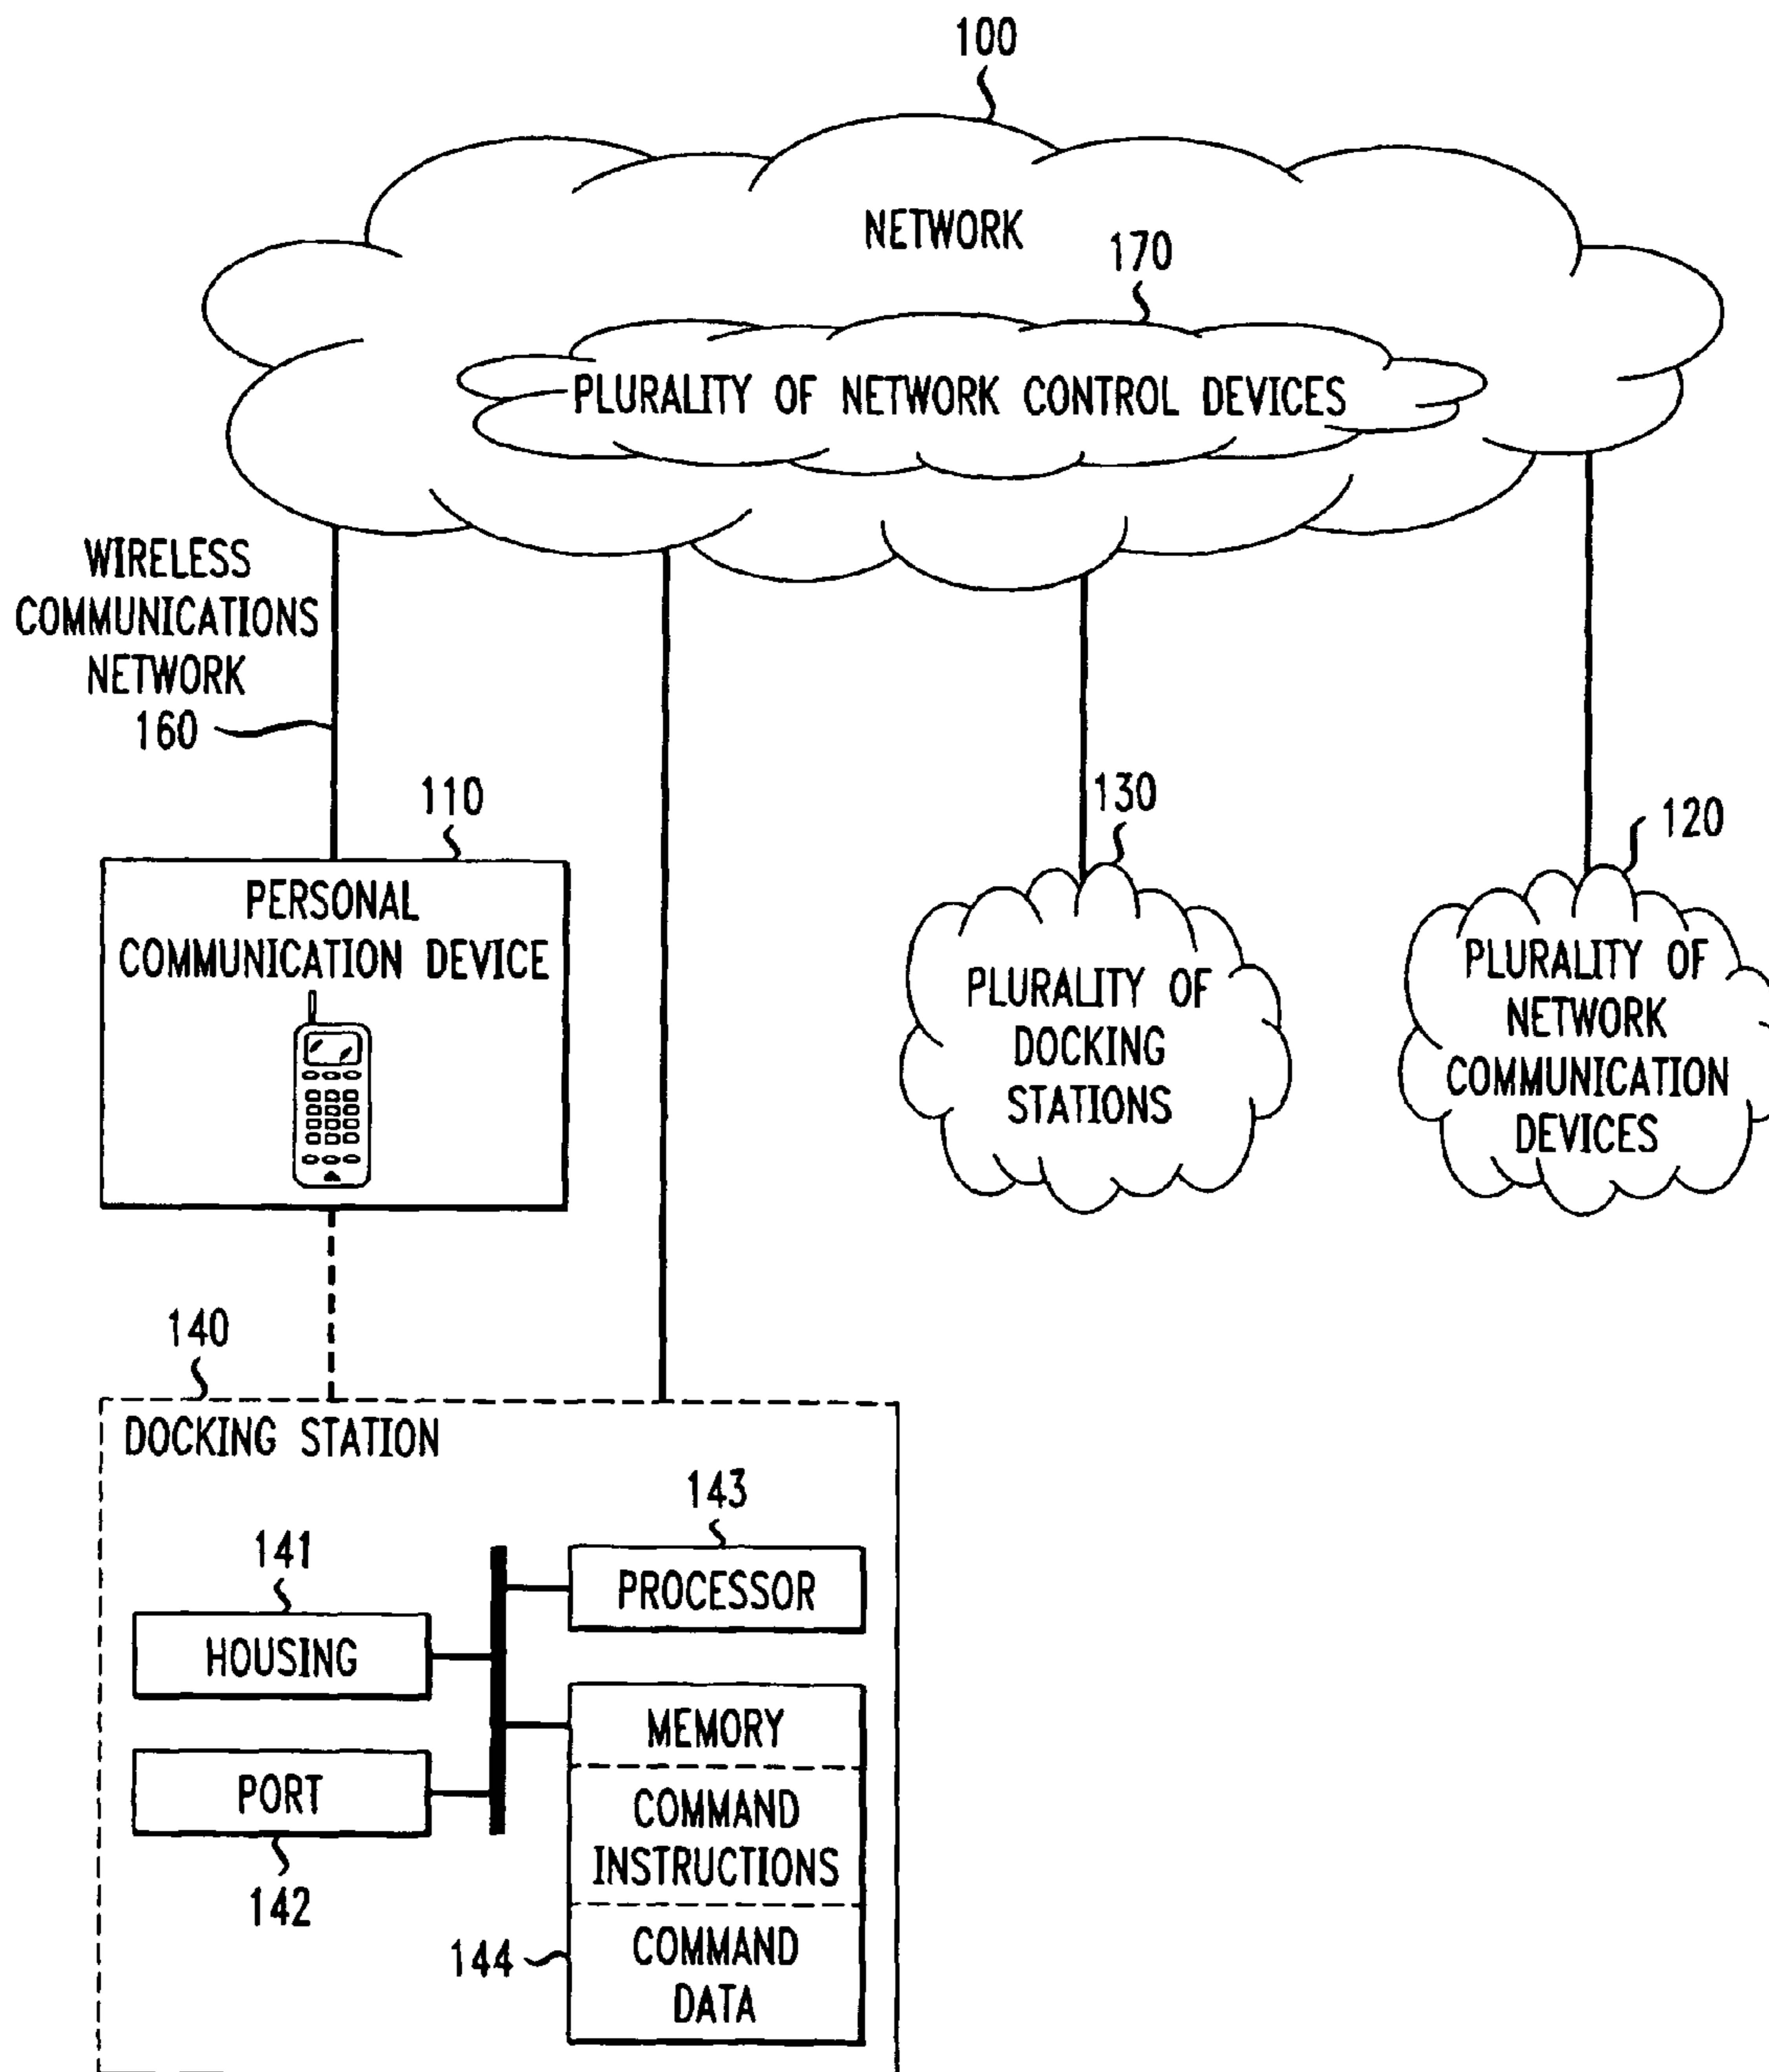 100
NETWORK
170
PLURALITY OF NETWORK CONTROL DEVICES
WIRELESS
COMMUNICATIONS
NETWORK
160
110
PERSONAL
COMMUNICATION DEVICE
130
PLURALITY OF
DOCKING
STATIONS
120
PLURALITY OF
NETWORK
COMMUNICATION
DEVICES
140
DOCKING STATION
141
HOUSING
PORT
142
143
PROCESSOR
MEMORY
COMMAND
INSTRUCTIONS
144
COMMAND
DATA